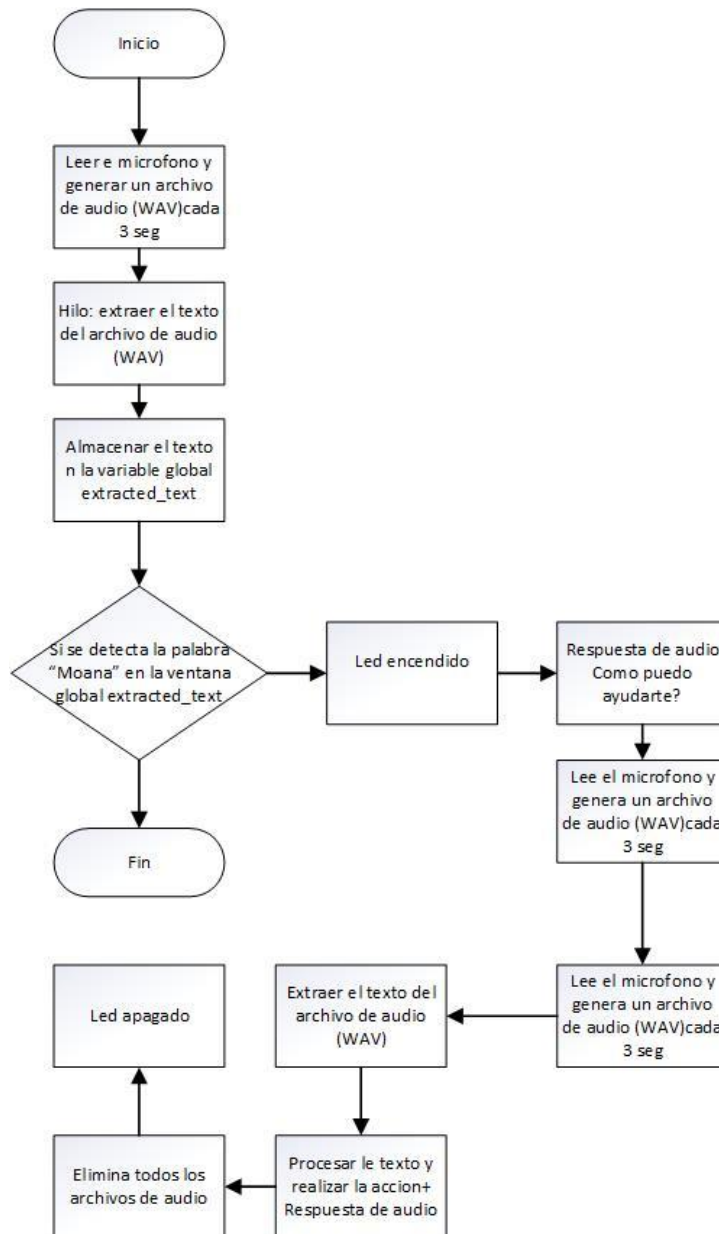 Inicio
Leer e microfono y
generar un archivo
de audio (WAV)cada
3 seg
Hilo: extraer el texto
del archivo de audio
(WAV)
Almacenar el texto
n la variable global
extracted_text
Si se detecta la palabra
“Moana” en la ventana
global extracted_text
Led encendido
Respuesta de audio
Como puedo
ayudarte?
Lee el microfono y
genera un archivo
de audio (WAV)cada
3 seg
Fin
Lee el microfono y
genera un archivo
de audio (WAV)cada
3 seg
Extraer el texto del
archivo de audio
(WAV)
Led apagado
Procesar le texto y
realizar la accion+
Respuesta de audio
Elimina todos los
archivos de audio